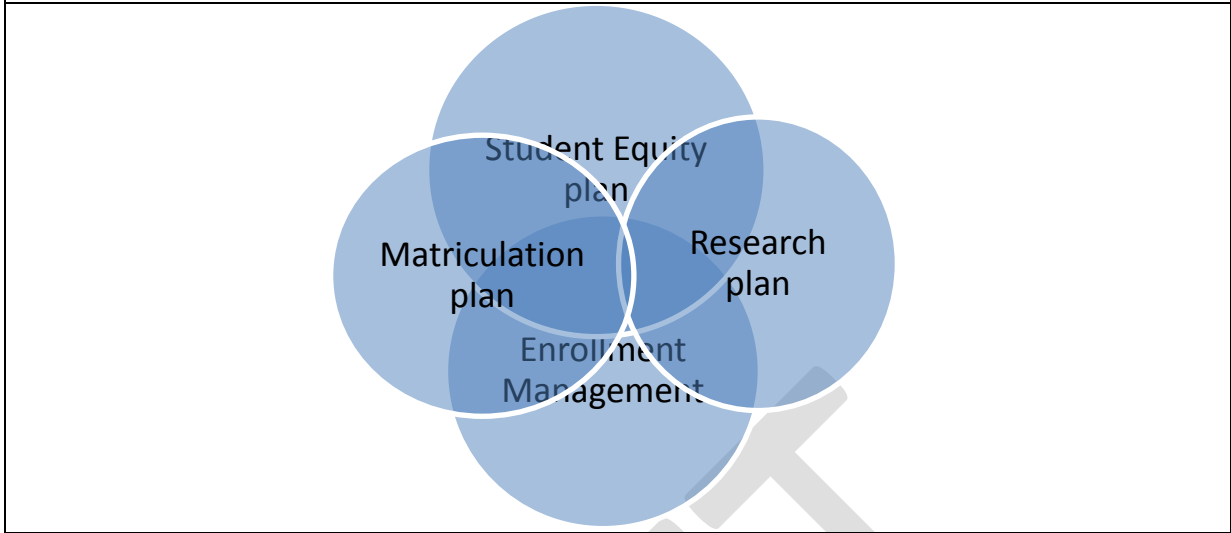 Student Equity
plan
Matriculation
plan
Research
plan
Enrollment
Management